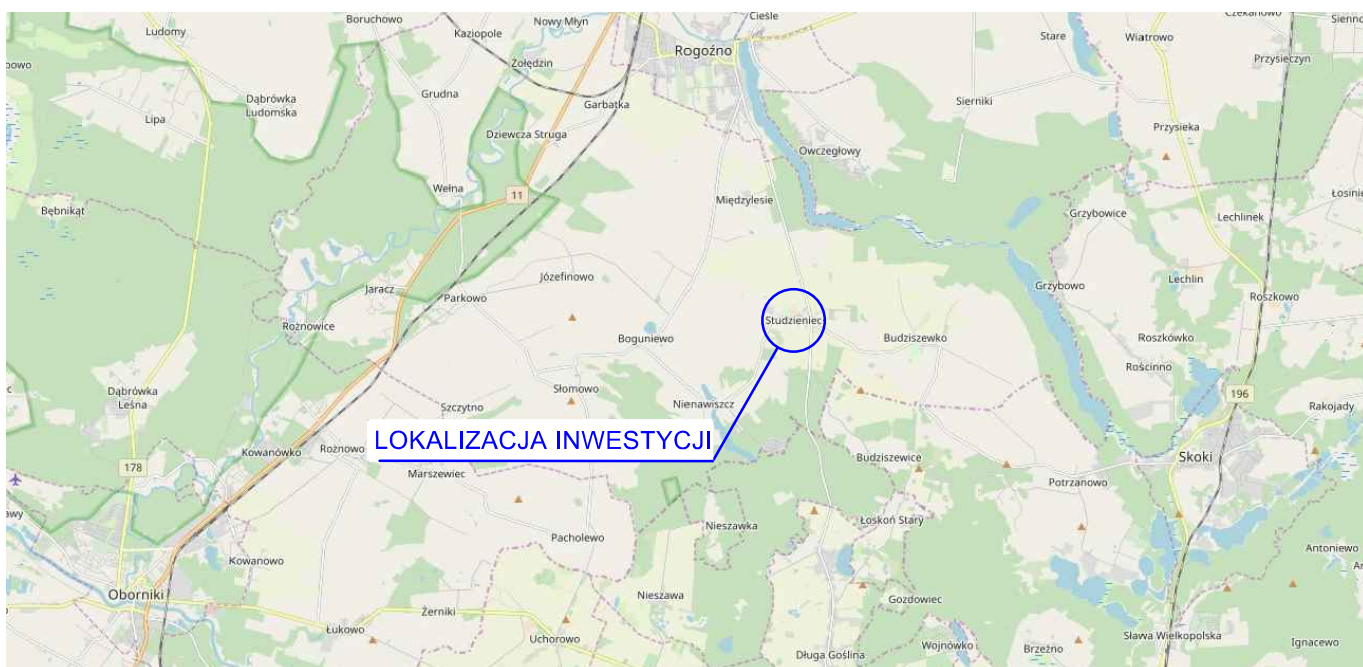 Boruchowo
Nowy Młyn
Cieśle
Czekanowo
Ludomy
Kaziopole
Rogoźno
Stare
Wiatrowo
Żołędzin
Przysieczyn
Dąbrówka
Ludomska
Grudna
Garbatka
Sierniki
Lipa
Dziewcza Struga
Przysieka
Owczegłowy
Wełna
11
Międzylesie
Bębnikąt
Grzybowice
Lechlinek
Józefinowo
Lechlin
Jaracz
Parkowo
Grzybowo
Roszkowo
Rożnowice
Studzieniec
Boguniewo
Budziszewko
Roszkówko
Rościnno
Dąbrówka
Leśna
Słomowo
196
Nienawiszcz
Szczytno
Rakojady
LOKALIZACJA INWESTYCJI
Kowanówko
Rożnowo
Budziszewice
Skoki
178
Marszewiec
Potrzanowo
Nieszawka
Łoskoń Stary
Pacholewo
Antoniewo
Kowanowo
Oborniki
Nieszawa
Gozdowiec
Żerniki
Łukowo
Uchorowo
Sława Wielkopolska
Wojnówko
Brzeźno
Ignacewo
Długa Goślina